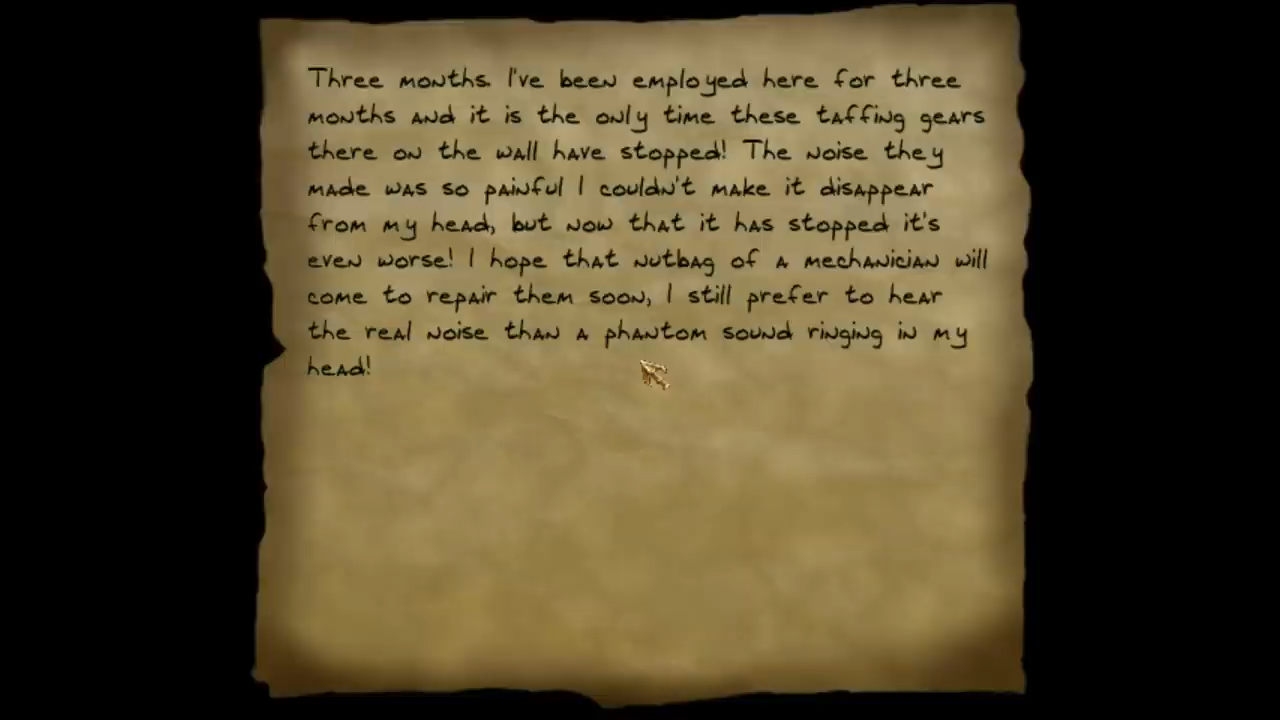 Three months. I've been employed here for three
months and it is the only time these taffing gears
there on the wall have stopped! The noise they
made was so painful I couldn't make it disappear
from my head, but now that it has stopped it's
even worse! I hope that nutbag of a mechanician will
come to repair them soon, I still prefer to hear
the real noise than a phantom sound ringing in my
head!